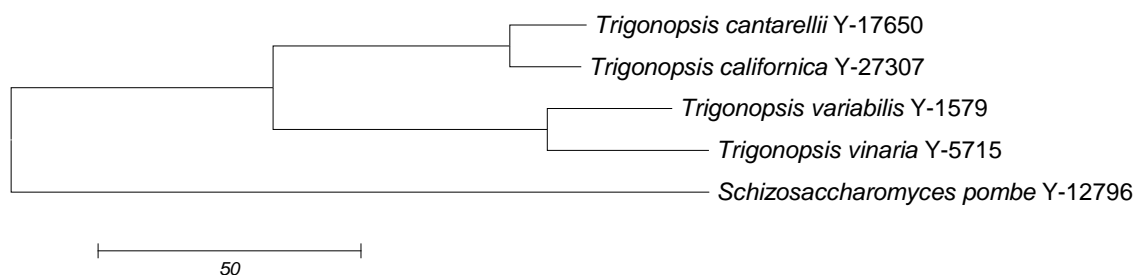 Trigonopsis cantarellii Y-17650
Trigonopsis californica Y-27307
Trigonopsis variabilis Y-1579
Trigonopsis vinaria Y-5715
Schizosaccharomyces pombe Y-12796
50